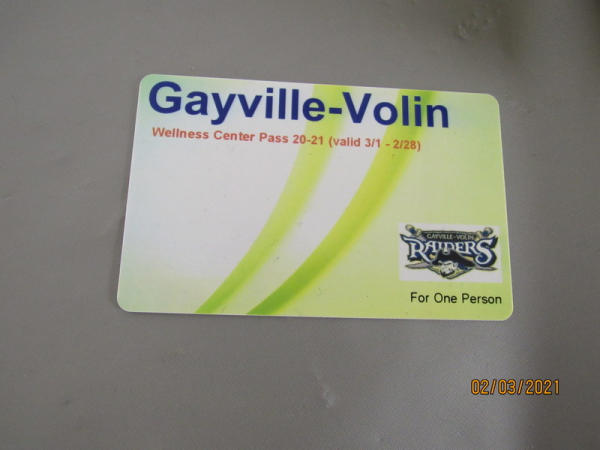 Gayville-Volin
Wellness Center Pass 20-21 (valid 3/1 - 2/28)
GAYVILLE-VOLIN
RAIDERS
For One Person
02/03/2021